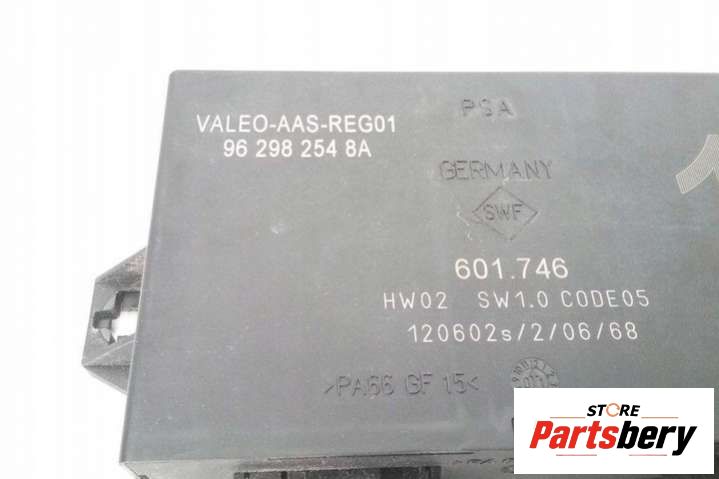 PSA
VALEO-AAS-REG01
96 298 254 8A
GERMANY
SWF
601.746
HW02 SW1.0 CODE05
120602s/2/06/68
>PA66 GF 15<
STORE
Partsbery